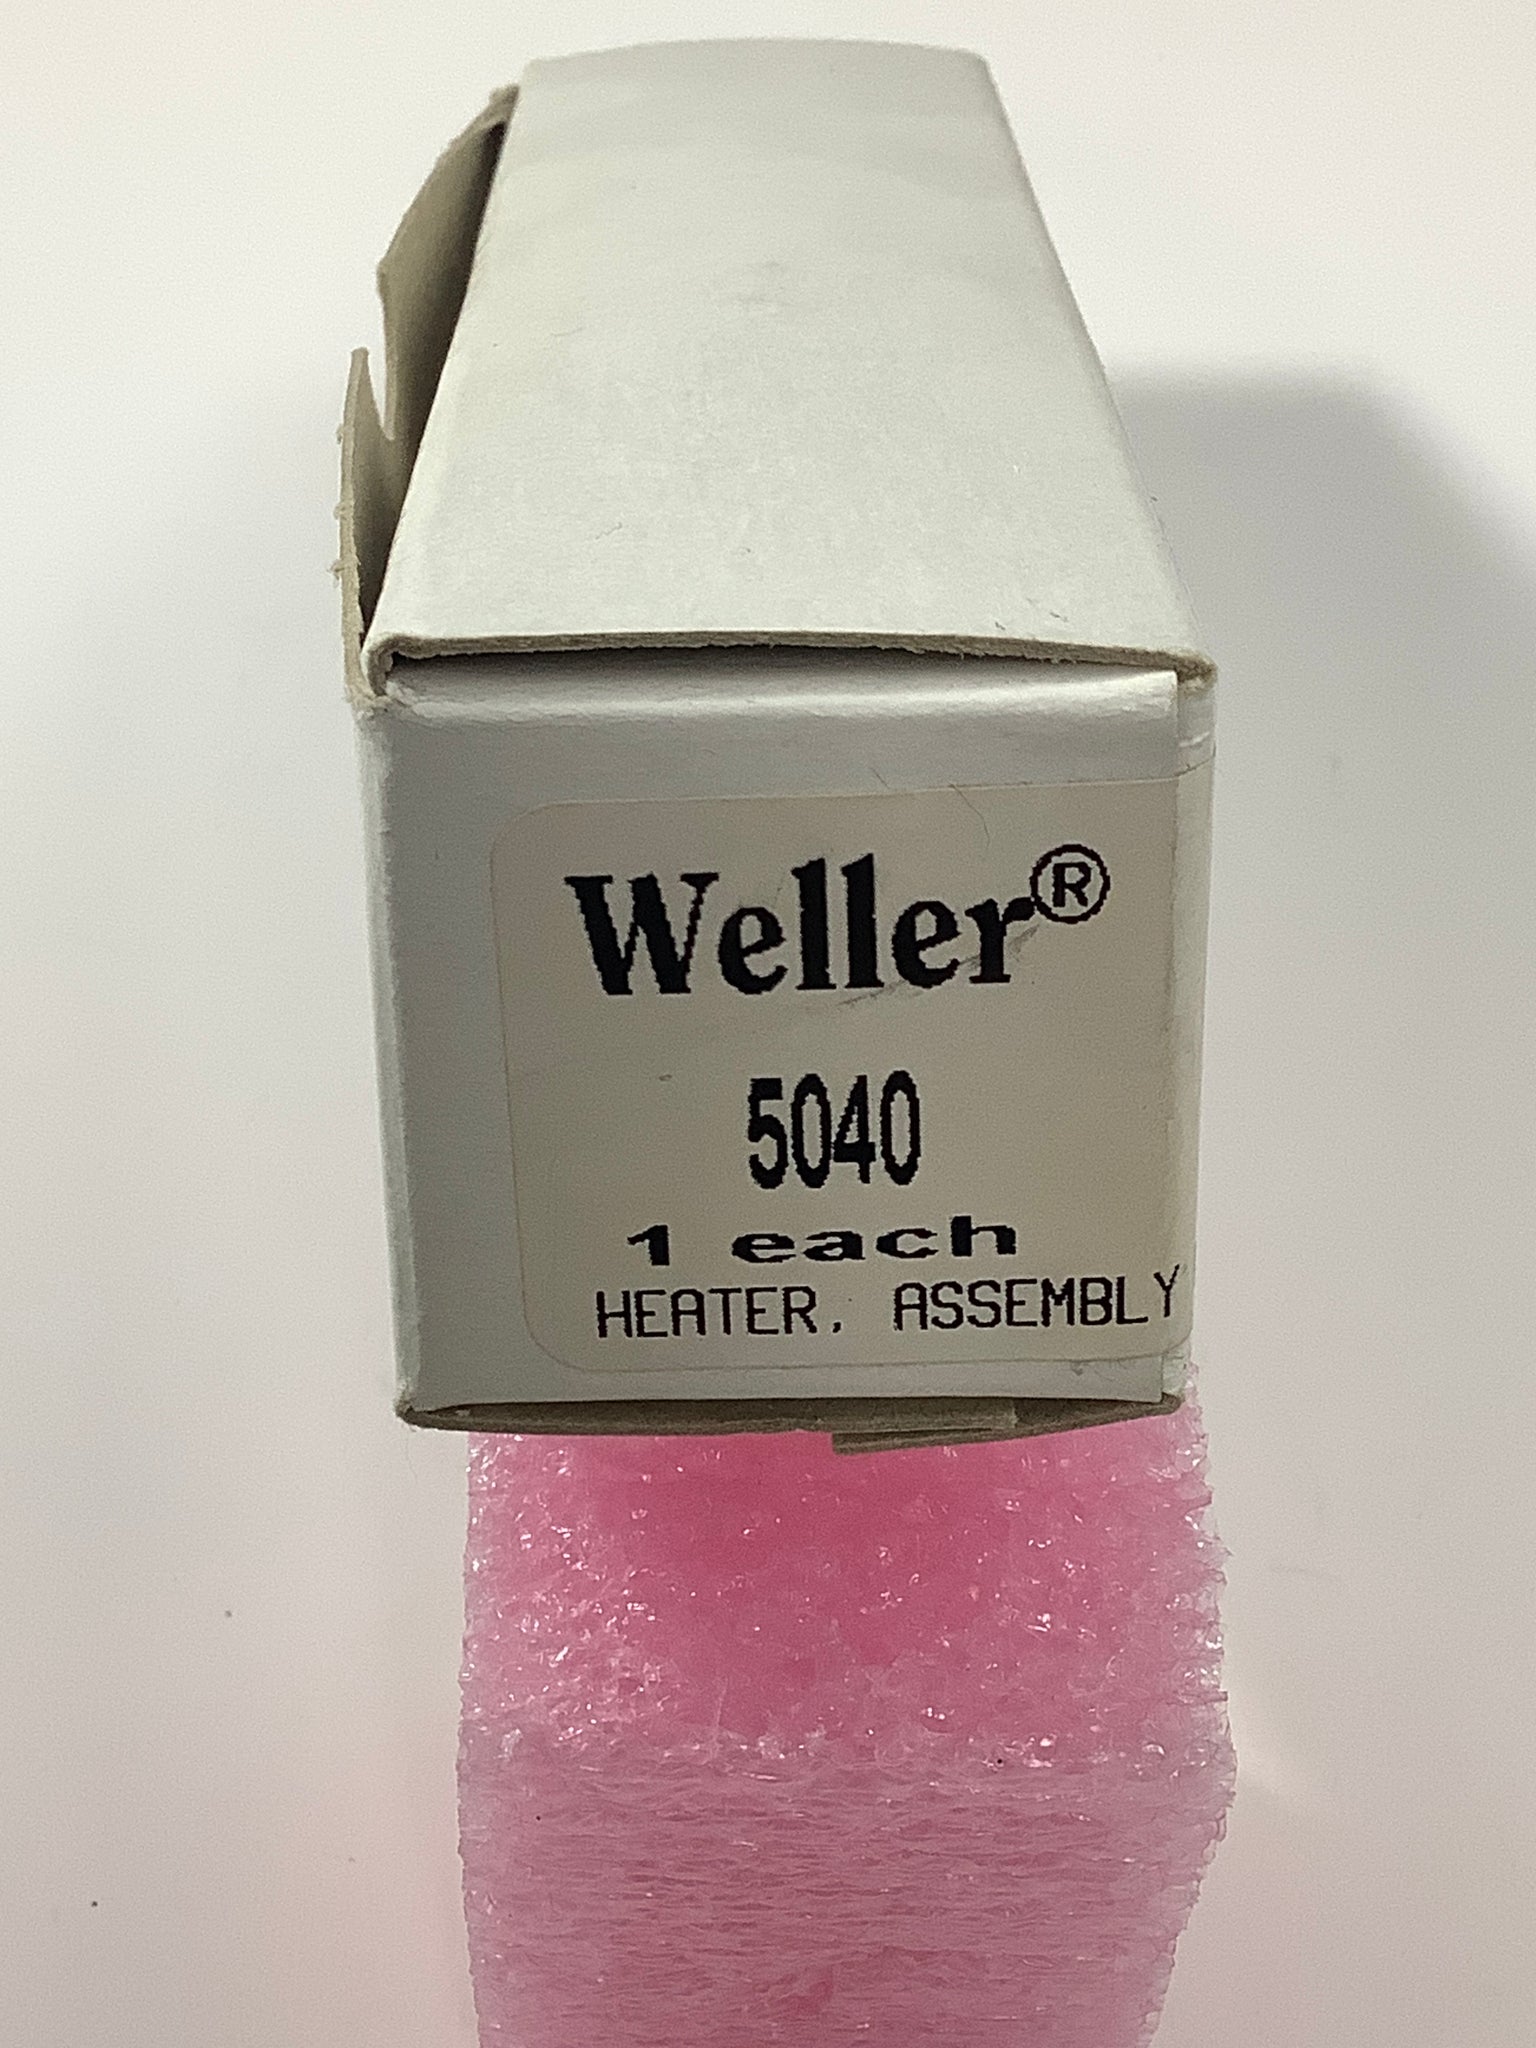 Weller®
5040
1 each
HEATER, ASSEMBLY